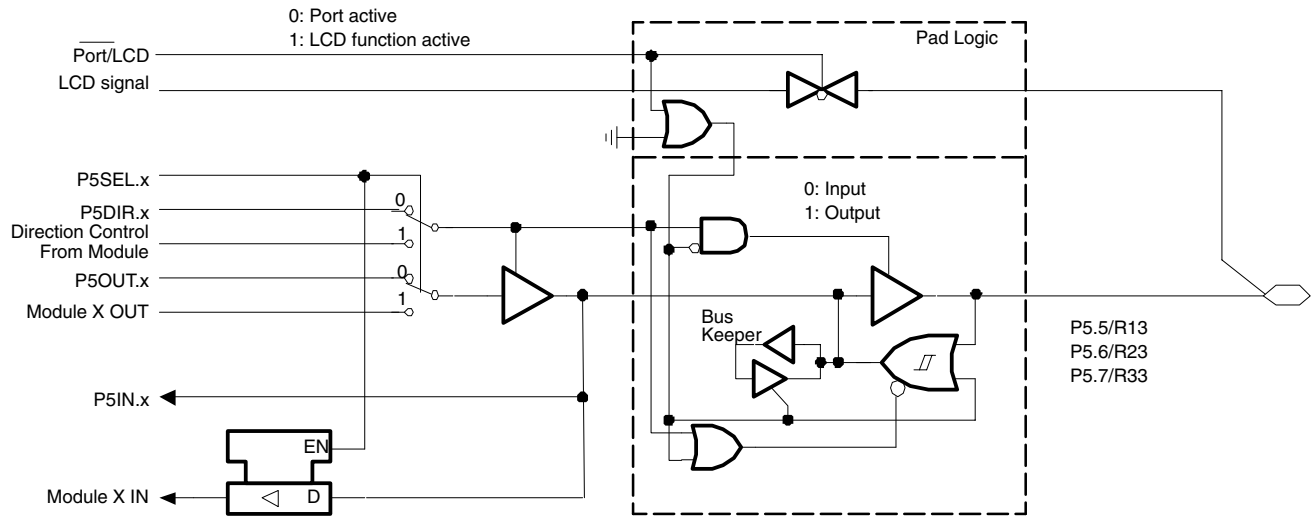 0: Port active
1: LCD function active
Pad Logic
Port/LCD
LCD signal
P5SEL.x
0
P5DIR.x
Direction Control
From Module
1
P5OUT.x
0
Module X OUT
1
0: Input
1: Output
Bus
Keeper
P5.5/R13
P5.6/R23
P5.7/R33
P5IN.x
EN
Module X IN
D